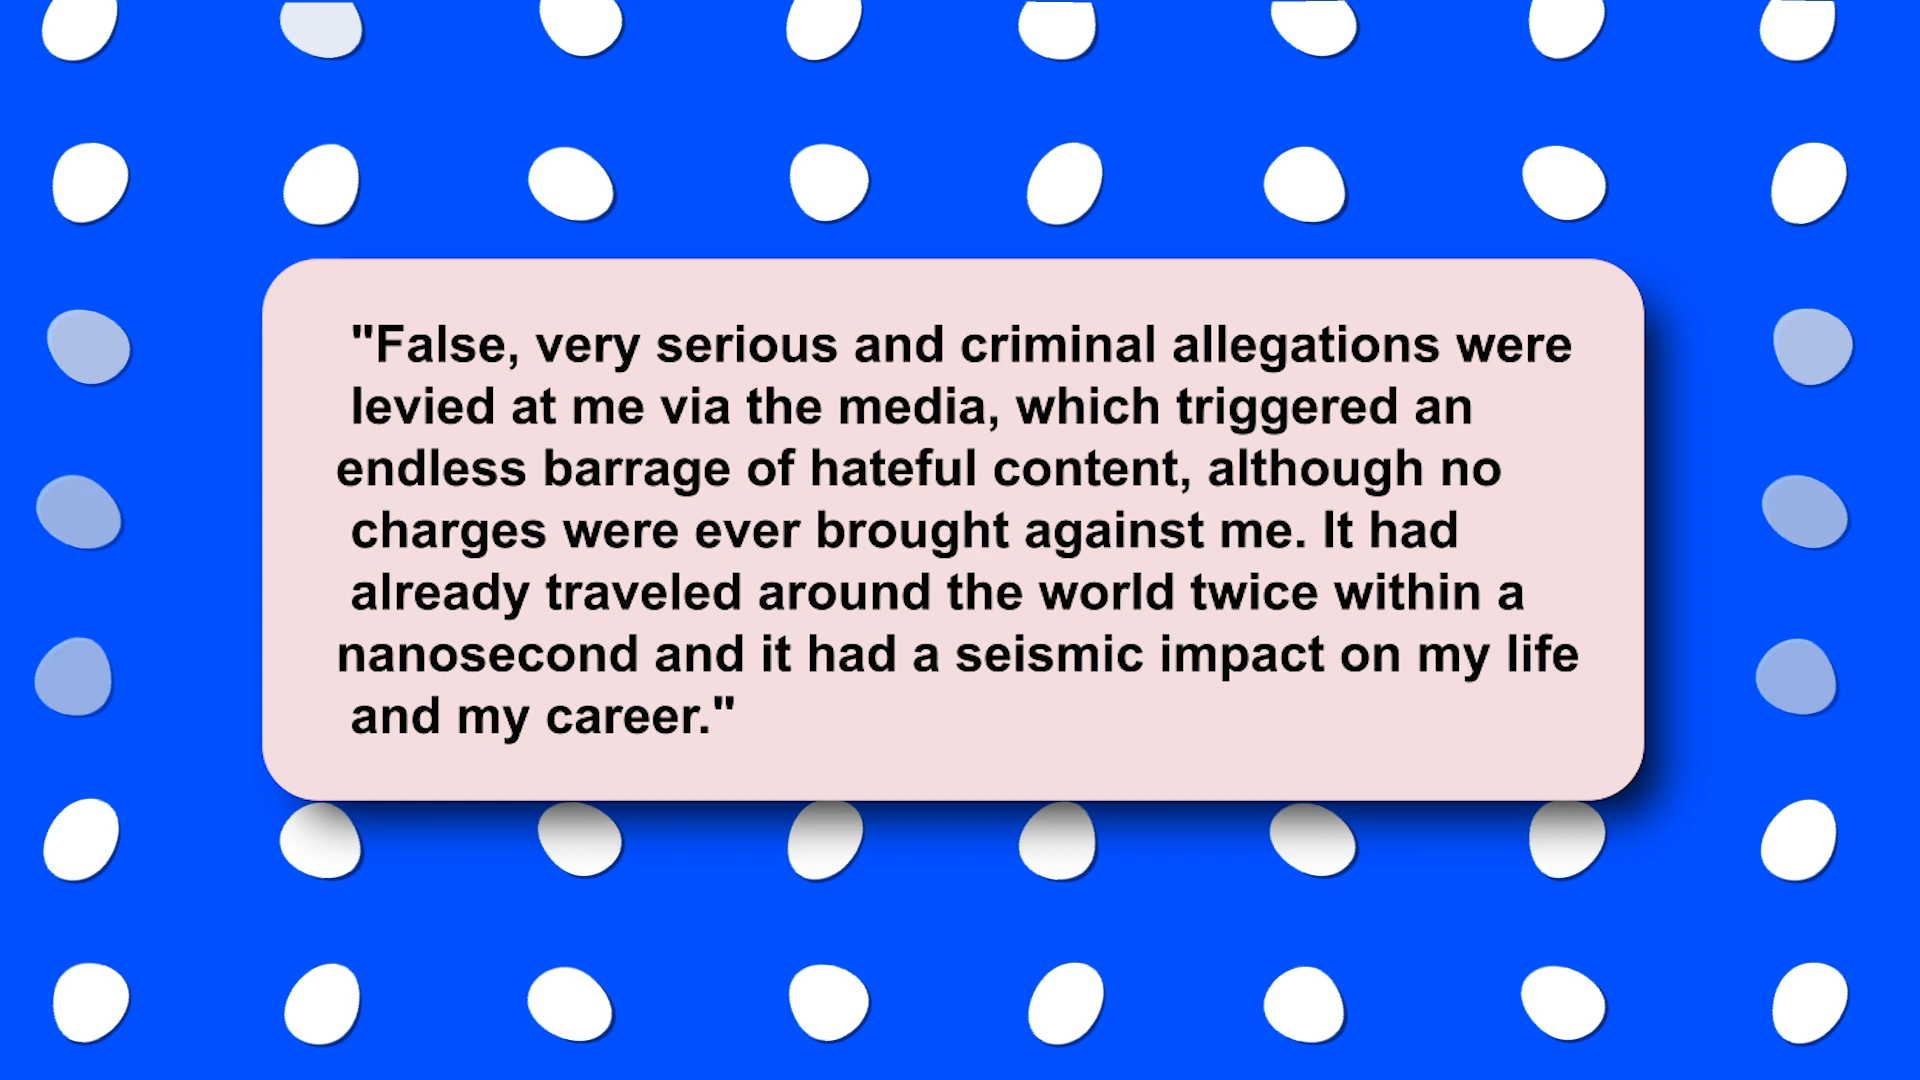 "False, very serious and criminal allegations were
levied at me via the media, which triggered an
endless barrage of hateful content, although no
charges were ever brought against me. It had
already traveled around the world twice within a
nanosecond and it had a seismic impact on my life
and my career."